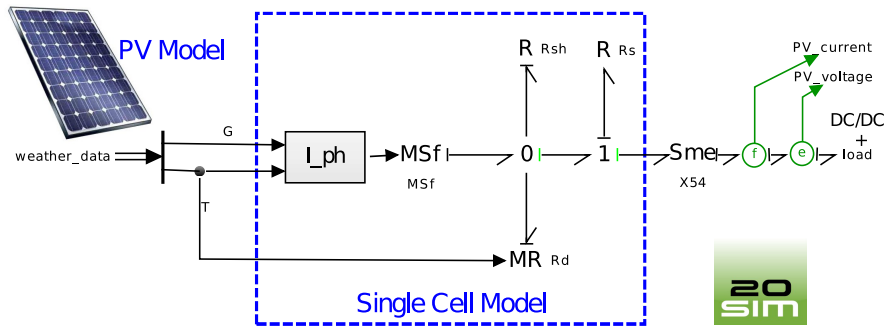 PV Model
R Rsh
R Rs
PV_current
PV_voltage
DC/DC
+
load
G
weather_data
I_ph
MSf
MSf
0
1
Sme
X54
f
e
T
MR Rd
Single Cell Model
20
SIM